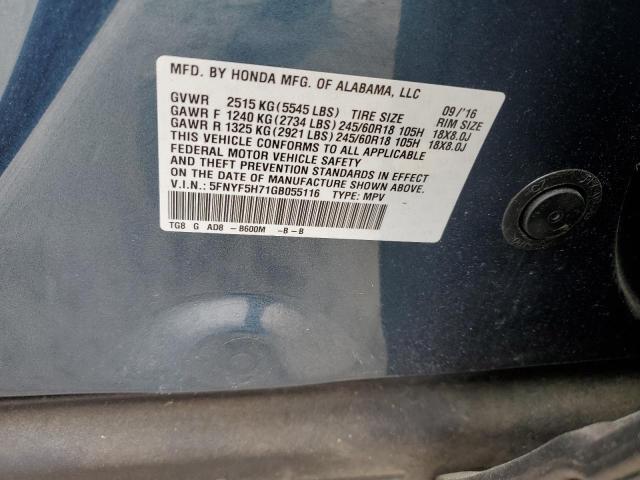 MFD. BY HONDA MFG. OF ALABAMA, LLC 09/'16
GVWR 2515 KG (5545 LBS) TIRE SIZE RIM SIZE
GAWR F 1240 KG (2734 LBS) 245/60R18 105H 18X8.0J
GAWR R 1325 KG (2921 LBS) 245/60R18 105H 18X8.0J
THIS VEHICLE CONFORMS TO ALL APPLICABLE
FEDERAL MOTOR VEHICLE SAFETY
AND THEFT PREVENTION STANDARDS IN EFFECT
ON THE DATE OF MANUFACTURE SHOWN ABOVE.
V.I.N.: 5FNYF5H71GB055116 TYPE: MPV
TG8 G AD8 - B600M -B-B